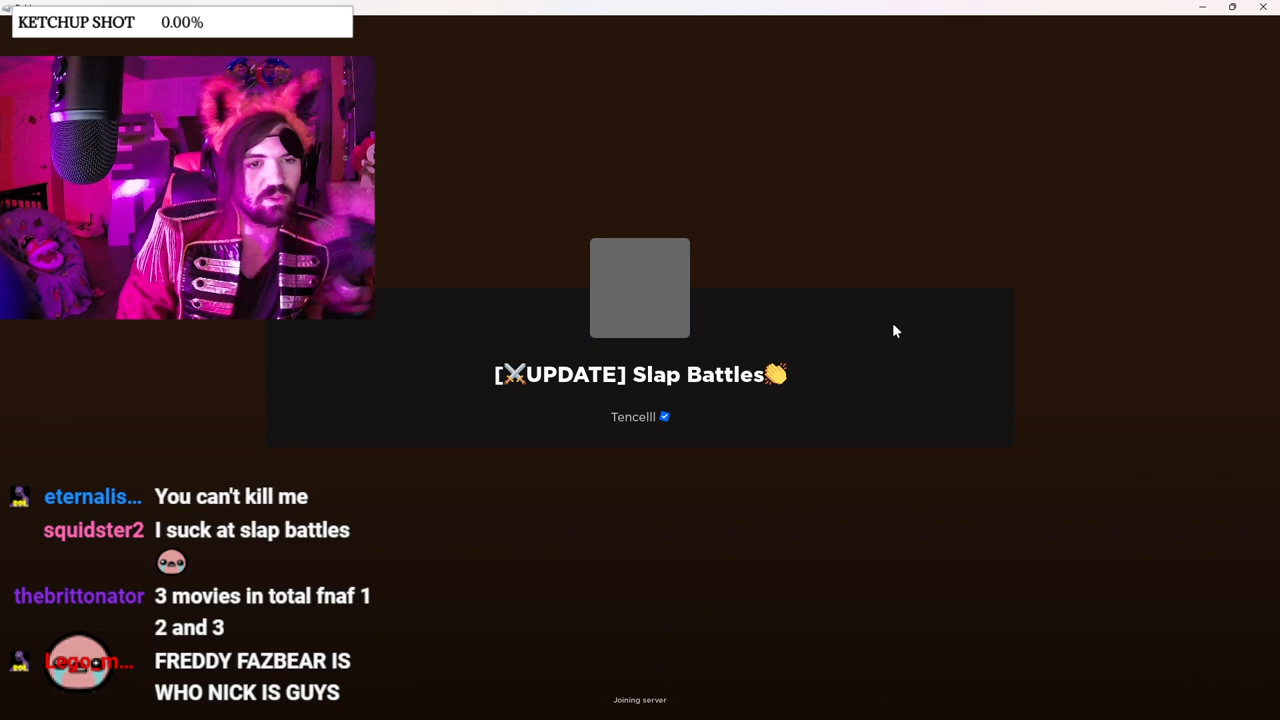 KETCHUP SHOT 0.00%
[⚔️UPDATE] Slap Battles👏
Tencelll
eternalis... You can't kill me
squidster2 I suck at slap battles
thebrittonator 3 movies in total fnaf 1
2 and 3
Lego_m... FREDDY FAZBEAR IS
WHO NICK IS GUYS
Joining server